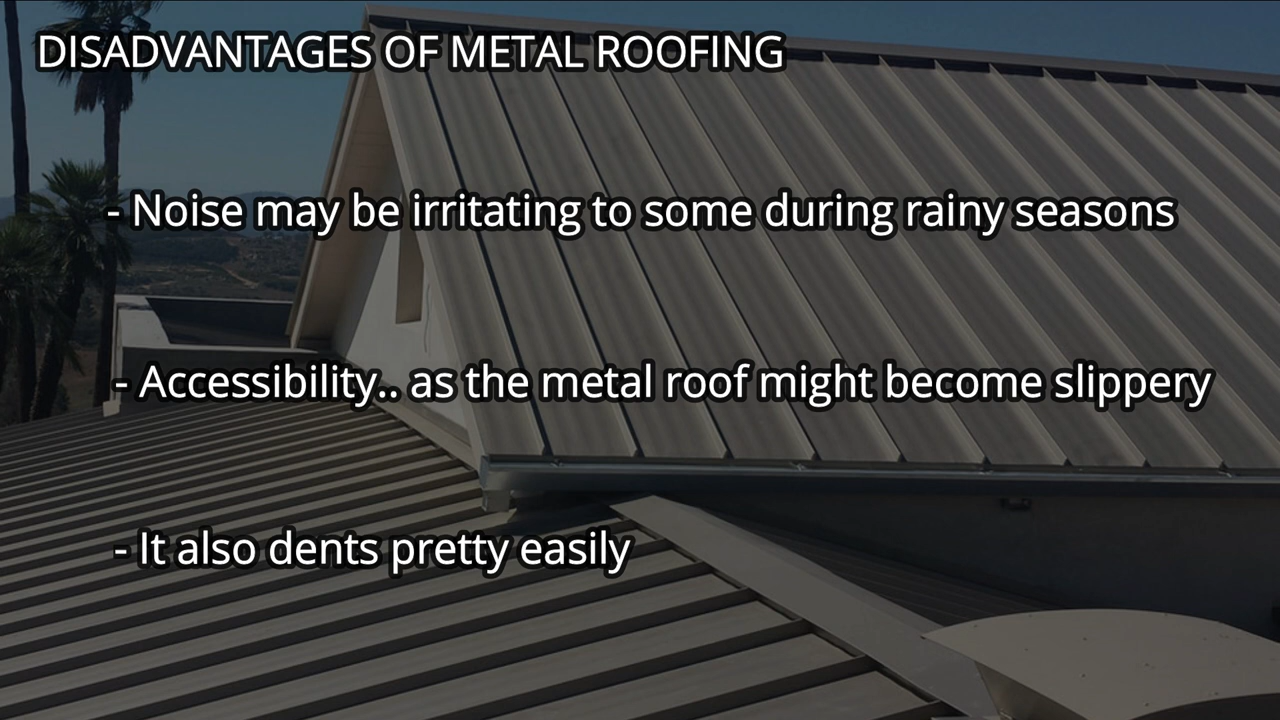 DISADVANTAGES OF METAL ROOFING
- Noise may be irritating to some during rainy seasons
- Accessibility.. as the metal roof might become slippery
- It also dents pretty easily